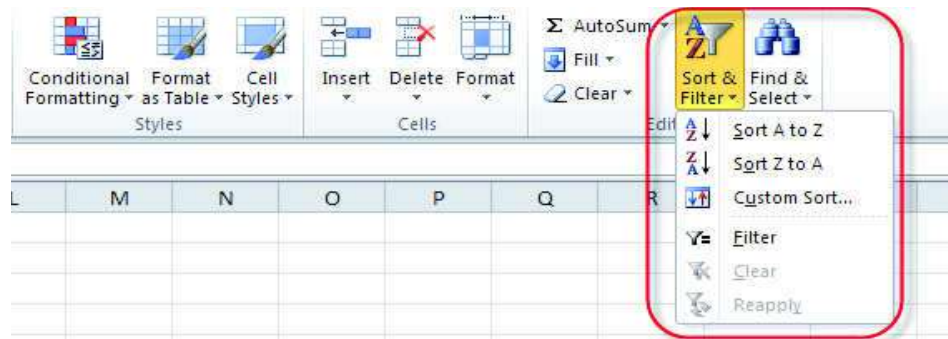 Conditional Formatting
Format as Table
Cell Styles
Styles
Insert
Delete
Format
Cells
Σ AutoSum
Fill
Clear
Sort & Filter
Find & Select
Edit
Sort A to Z
Sort Z to A
Custom Sort...
Filter
Clear
Reapply
M N O P Q R